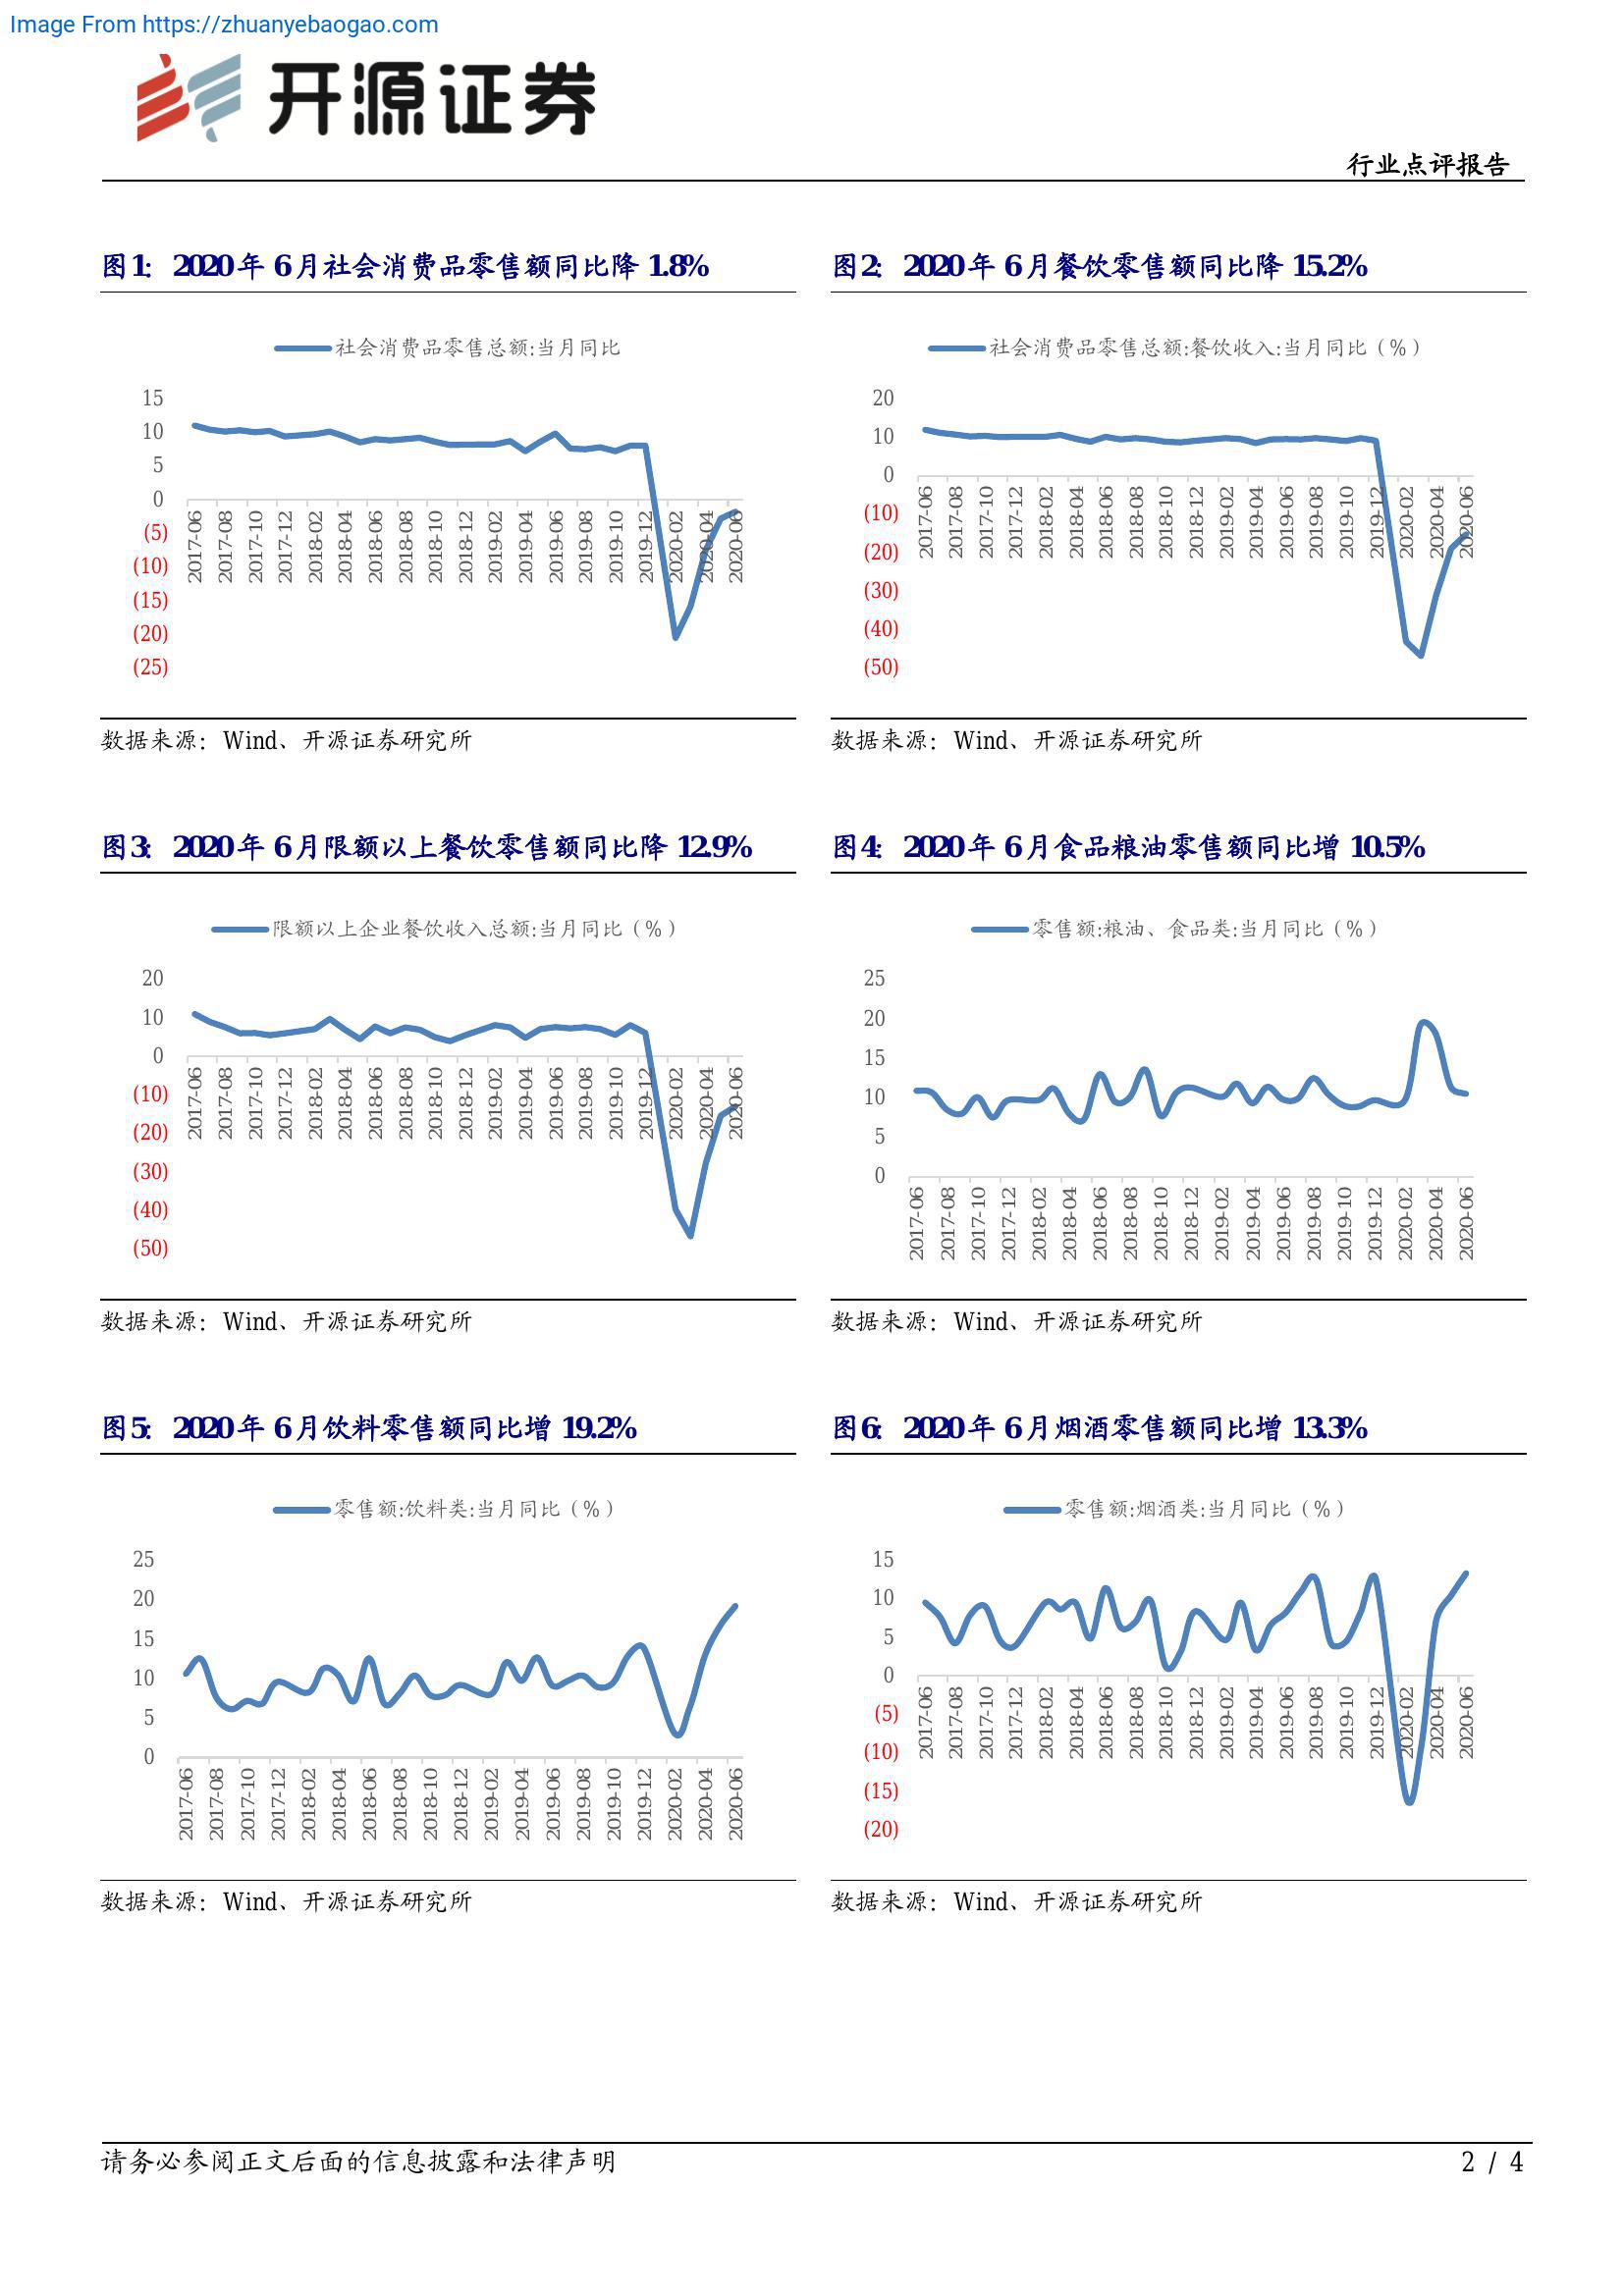 Image From https://zhuanyebaogao.com
开源证券
行业点评报告
图1： 2020年6月社会消费品零售额同比降1.8%
图2： 2020年6月餐饮零售额同比降15.2%
社会消费品零售总额:当月同比
15
10
5
0
(5)
(10)
(15)
(20)
(25)
2017-06 2017-08 2017-10 2017-12 2018-02 2018-04 2018-06 2018-08 2018-10 2018-12 2019-02 2019-04 2019-06 2019-08 2019-10 2019-12 2020-02 2020-04 2020-06
社会消费品零售总额:餐饮收入:当月同比（%）
20
10
0
(10)
(20)
(30)
(40)
(50)
2017-06 2017-08 2017-10 2017-12 2018-02 2018-04 2018-06 2018-08 2018-10 2018-12 2019-02 2019-04 2019-06 2019-08 2019-10 2019-12 2020-02 2020-04 2020-06
数据来源：Wind、开源证券研究所
数据来源：Wind、开源证券研究所
图3： 2020年6月限额以上餐饮零售额同比降12.9%
图4： 2020年6月食品粮油零售额同比增10.5%
限额以上企业餐饮收入总额:当月同比（%）
20
10
0
(10)
(20)
(30)
(40)
(50)
2017-06 2017-08 2017-10 2017-12 2018-02 2018-04 2018-06 2018-08 2018-10 2018-12 2019-02 2019-04 2019-06 2019-08 2019-10 2019-12 2020-02 2020-04 2020-06
零售额:粮油、食品类:当月同比（%）
25
20
15
10
5
0
2017-06 2017-08 2017-10 2017-12 2018-02 2018-04 2018-06 2018-08 2018-10 2018-12 2019-02 2019-04 2019-06 2019-08 2019-10 2019-12 2020-02 2020-04 2020-06
数据来源：Wind、开源证券研究所
数据来源：Wind、开源证券研究所
图5： 2020年6月饮料零售额同比增19.2%
图6： 2020年6月烟酒零售额同比增13.3%
零售额:饮料类:当月同比（%）
25
20
15
10
5
0
2017-06 2017-08 2017-10 2017-12 2018-02 2018-04 2018-06 2018-08 2018-10 2018-12 2019-02 2019-04 2019-06 2019-08 2019-10 2019-12 2020-02 2020-04 2020-06
零售额:烟酒类:当月同比（%）
15
10
5
0
(5)
(10)
(15)
(20)
2017-06 2017-08 2017-10 2017-12 2018-02 2018-04 2018-06 2018-08 2018-10 2018-12 2019-02 2019-04 2019-06 2019-08 2019-10 2019-12 2020-02 2020-04 2020-06
数据来源：Wind、开源证券研究所
数据来源：Wind、开源证券研究所
请务必参阅正文后面的信息披露和法律声明
2 / 4